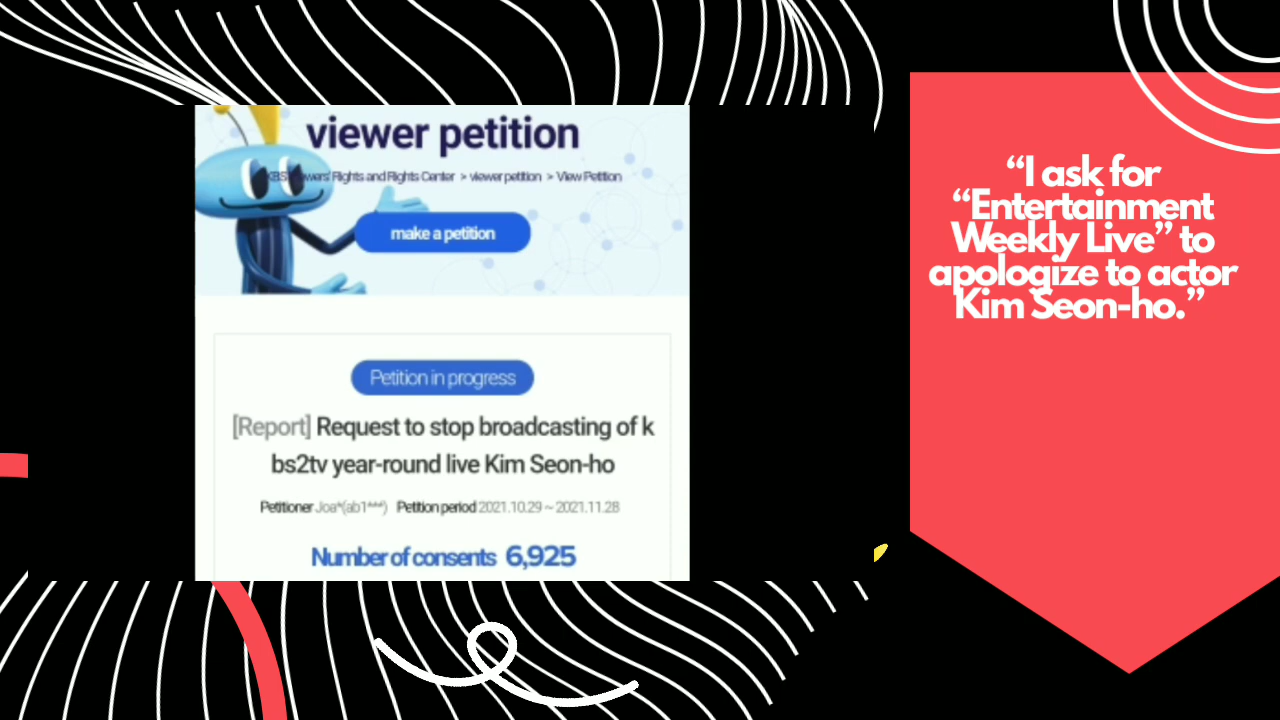 viewer petition
KBS Viewers' Rights and Rights Center > viewer petition > View Petition
make a petition
Petition in progress
[Report] Request to stop broadcasting of k
bs2tv year-round live Kim Seon-ho
Petitioner Joa*(ab1***) Petition period 2021.10.29 ~ 2021.11.28
Number of consents 6,925
“I ask for
“Entertainment
Weekly Live” to
apologize to actor
Kim Seon-ho.”